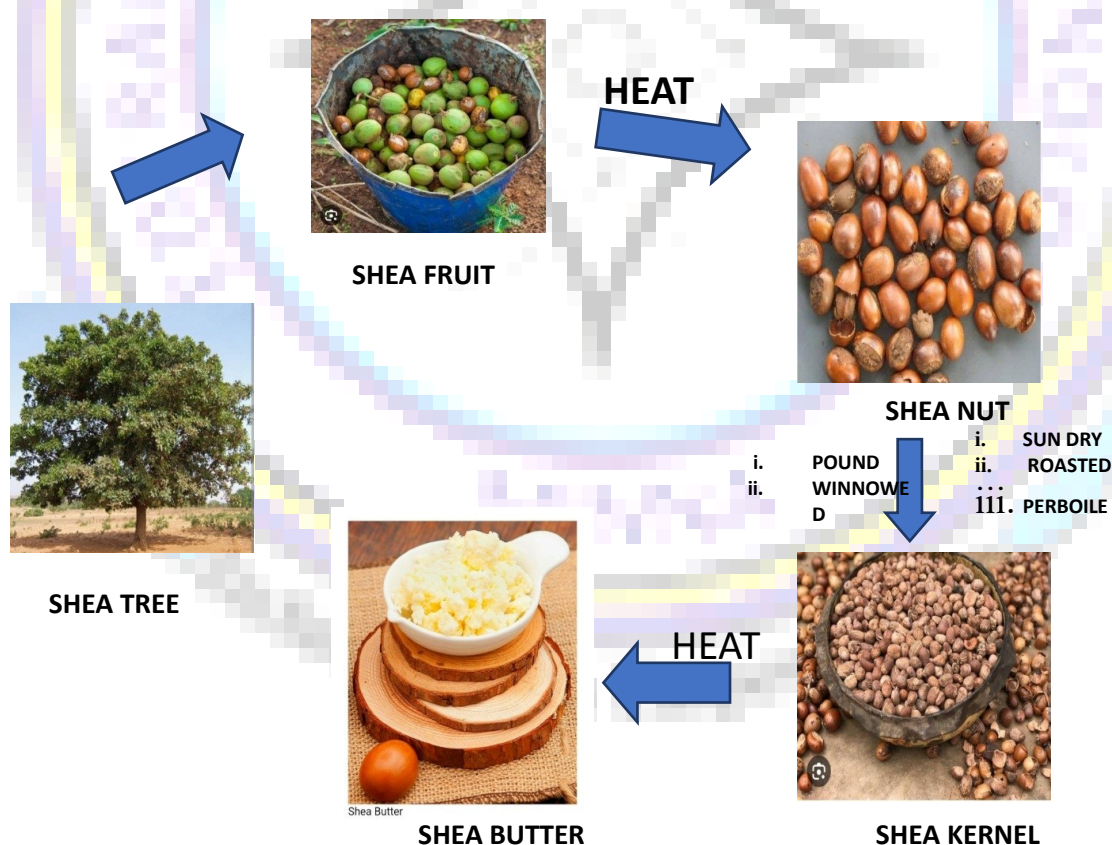 HEAT
SHEA FRUIT
SHEA NUT
i. POUND
ii. WINNOWE
D
i. SUN DRY
ii. ROASTED
iii. PERBOILE
SHEA TREE
HEAT
Shea Butter
SHEA BUTTER
SHEA KERNEL